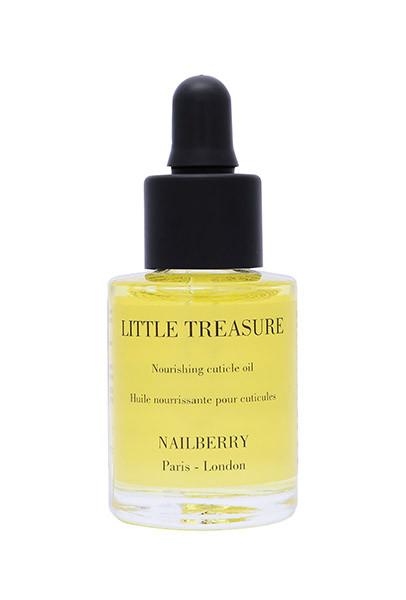 LITTLE TREASURE
Nourishing cuticle oil
Huile nourrissante pour cuticules
NAILBERRY
Paris - London